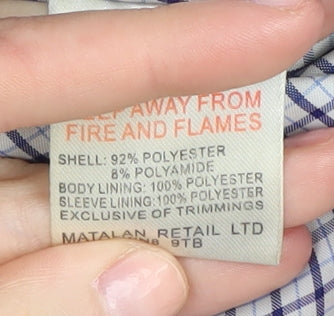 AWAY FROM
FIRE AND FLAMES
SHELL: 92% POLYESTER
8% POLYAMIDE
BODY LINING: 100% POLYESTER
SLEEVE LINING:100% POLYESTER
EXCLUSIVE OF TRIMMINGS
MATALAN RETAIL LTD
9TB